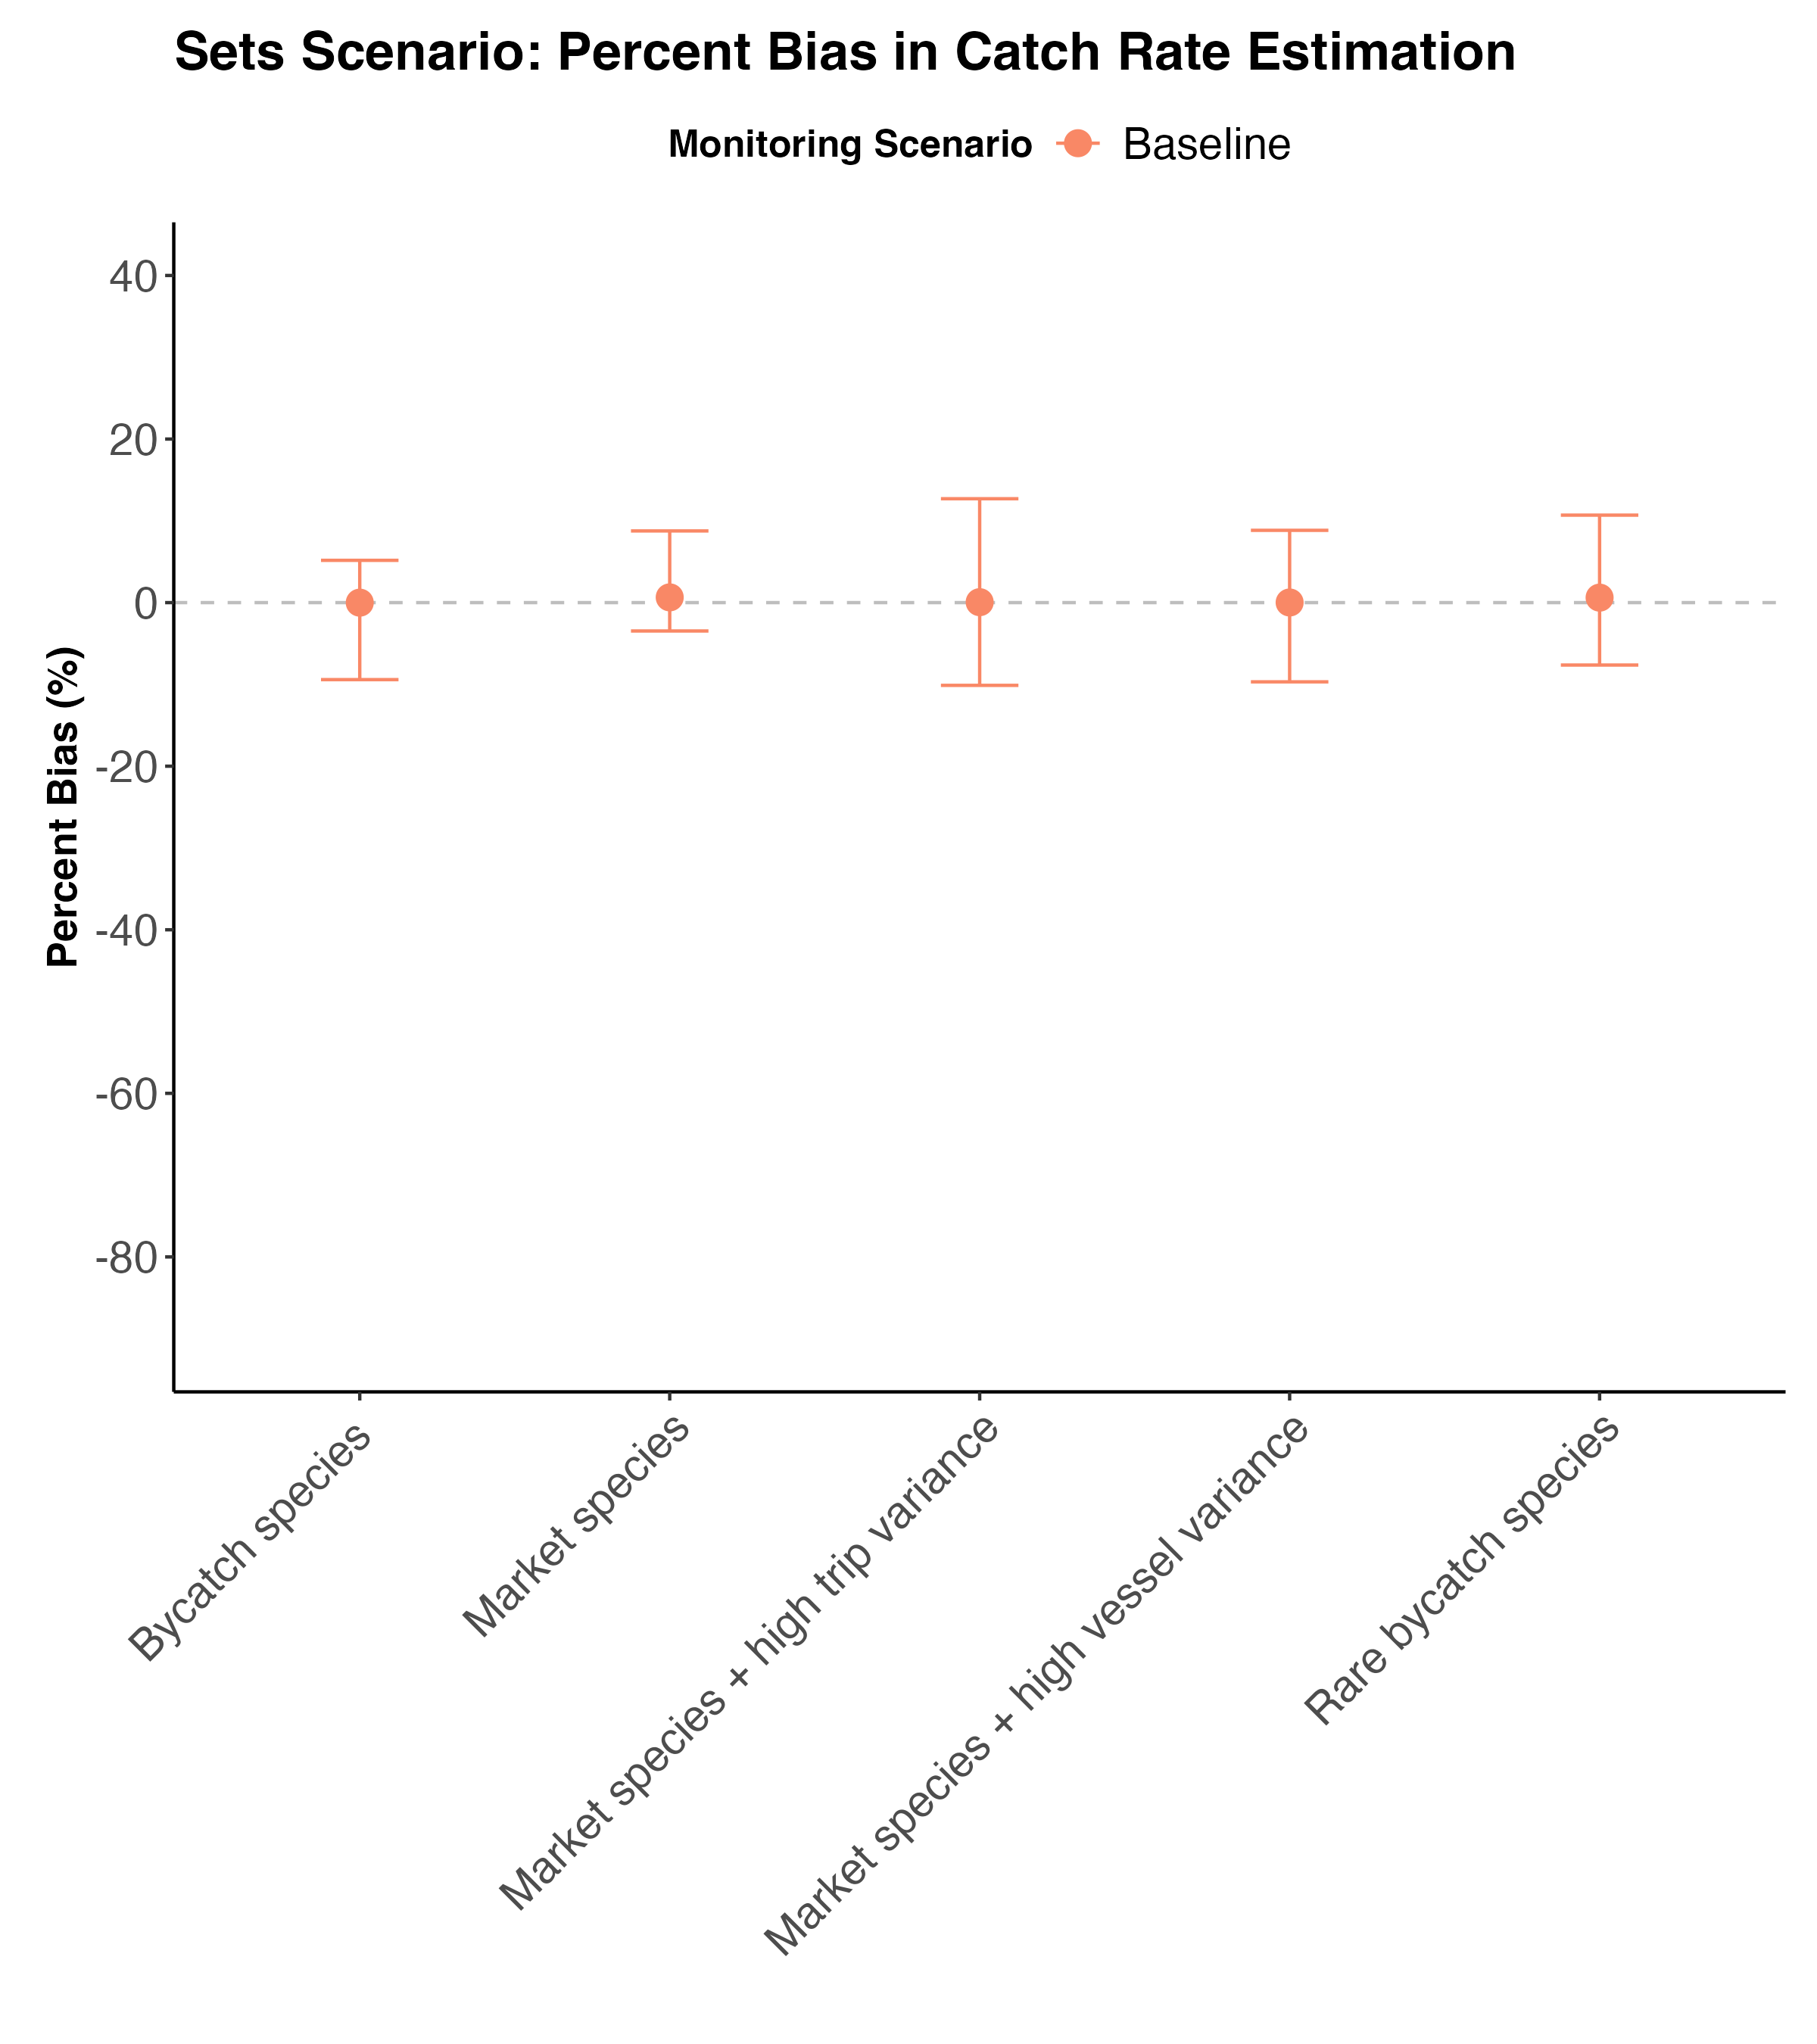 Sets Scenario: Percent Bias in Catch Rate Estimation
Monitoring Scenario Baseline
Percent Bias (%)
40
20
0
-20
-40
-60
-80
Bycatch species
Market species
Market species + high trip variance
Market species + high vessel variance
Rare bycatch species